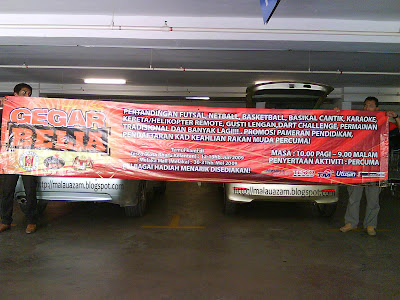 GEGAR
BELIA
PERTANDINGAN FUTSAL, NETBALL, BASKETBALL, BASIKAL CANTIK, KARAOKE,
KERETA/HELIKOPTER REMOTE, GUSTI LENGAN, DART CHALLENGE, PERMAINAN
TRADISIONAL DAN BANYAK LAGI!!!! . PROMOSI PAMERAN PENDIDIKAN,
PENDAFTARAN KAD KEAHLIAN RAKAN MUDA PERCUMA!
MASA : 10.00 PAGI – 9.00 MALAM
PENYERTAAN AKTIVITI : PERCUMA
PELBAGAI HADIAH MENARIK DISEDIAKAN!
Utusan
http://malauazam.blogspot.com
http://malauazam.blogspot.com